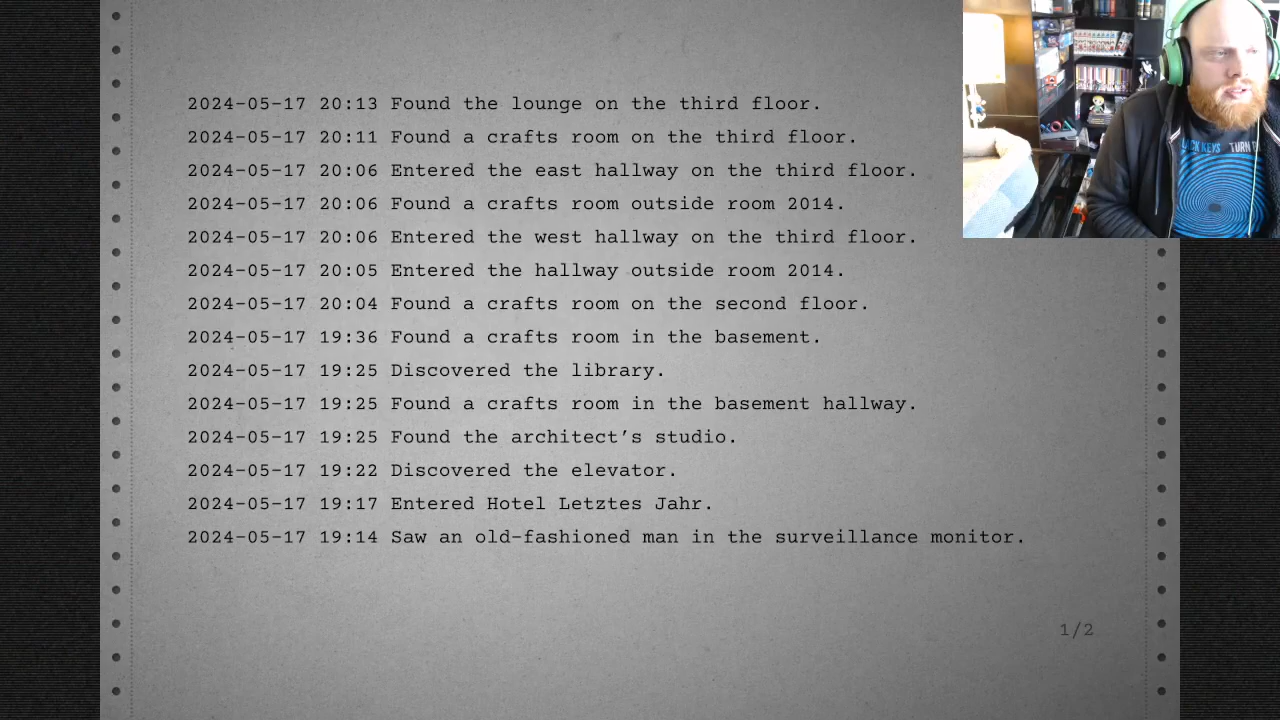 2024-05-17 20:13 Found the lounge on the third floor.
2024-05-17 20:11 Found a crafts room on the third floor.
2024-05-17 20:06 Entered the east hallway on the third floor.
2024-05-17 20:06 Found a crafts room outside room 2014.
2024-05-17 20:06 Entered the west hallway on the third floor.
2024-05-17 20:05 Entered the hallway outside room 2014.
2024-05-17 20:04 Found a crafts room on the second floor.
2024-05-17 19:36 Found a crafts room in the basement.
2024-05-17 19:25 Discovered the library.
2024-05-17 19:25 Found a crafts room in the basement hallway.
2024-05-17 19:25 Found the architect’s studio.
2024-05-17 19:22 Discovered the elevator.
2024-05-17 19:17 Entered Hotel Letztes Jahr.
2024-05-17 19:14 Saw an old-fashioned man in the surveillance monitor.
1/2
KEYS TURN